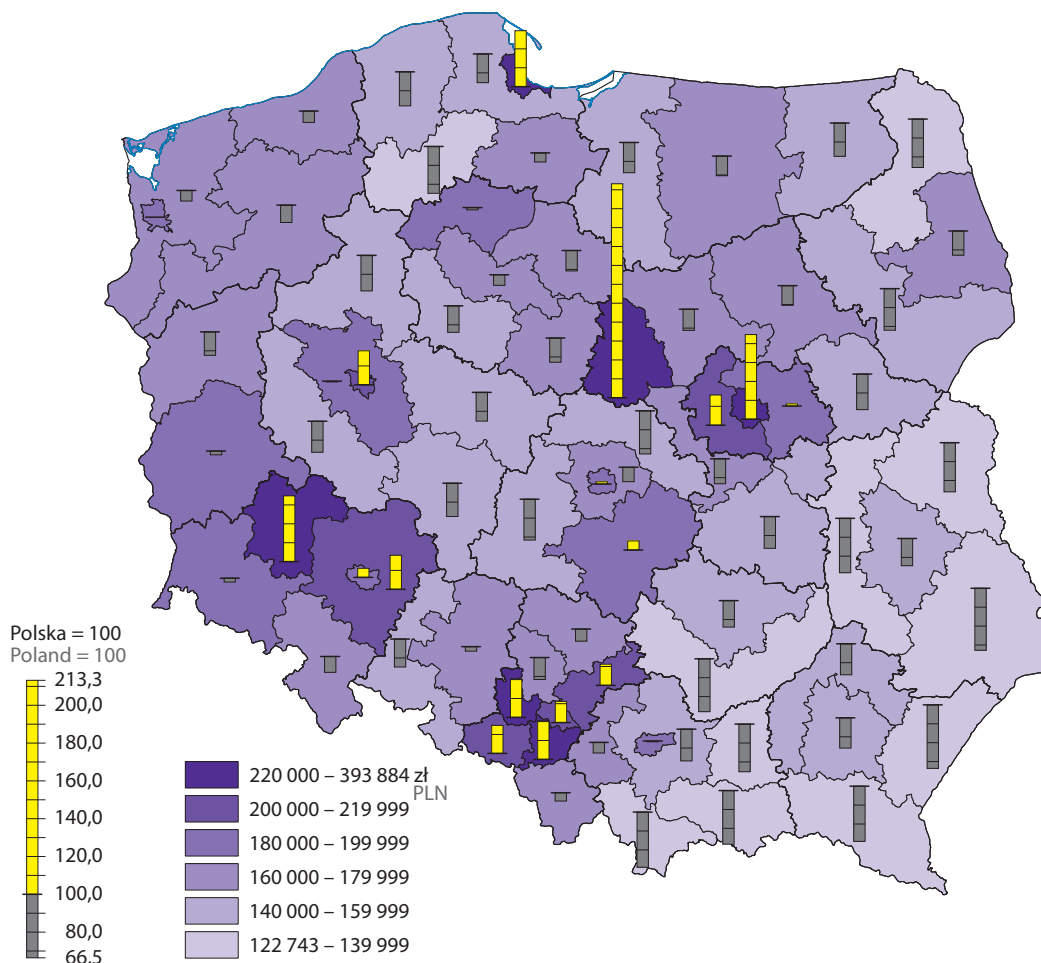 Polska = 100
Poland = 100
213,3
200,0
180,0
160,0
140,0
120,0
100,0
80,0
66,5
220 000 – 393 884 zł
PLN
200 000 – 219 999
180 000 – 199 999
160 000 – 179 999
140 000 – 159 999
122 743 – 139 999